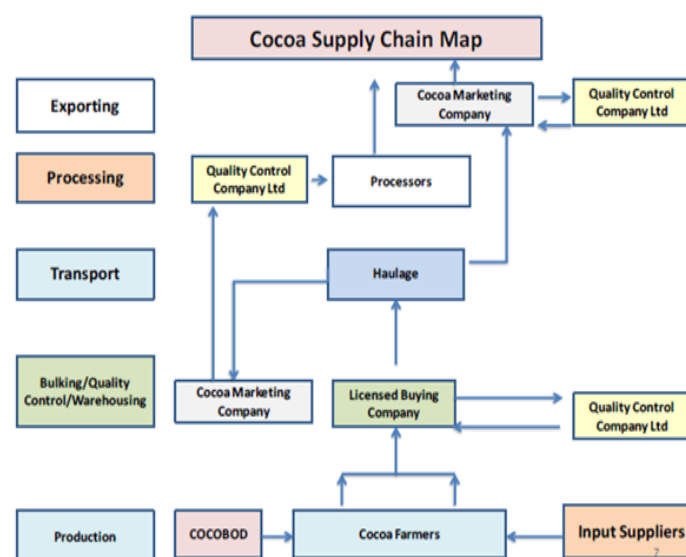 Cocoa Supply Chain Map
Exporting
Cocoa Marketing
Company
Quality Control
Company Ltd
Processing
Quality Control
Company Ltd
Processors
Transport
Haulage
Bulking/Quality
Control/Warehousing
Cocoa Marketing
Company
Licensed Buying
Company
Quality Control
Company Ltd
Production
COCOBOD
Cocoa Farmers
Input Suppliers
7